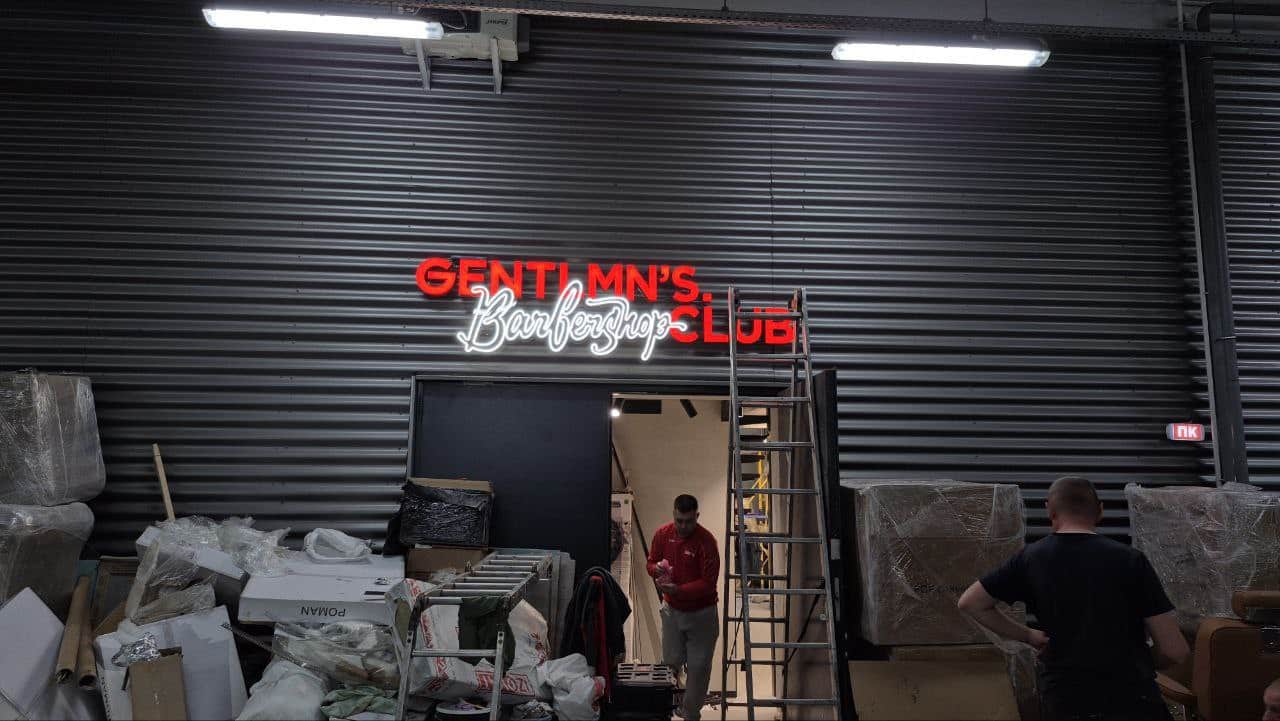 GENTLMN'S.
Barbershop CLUB
ПК
POMAN